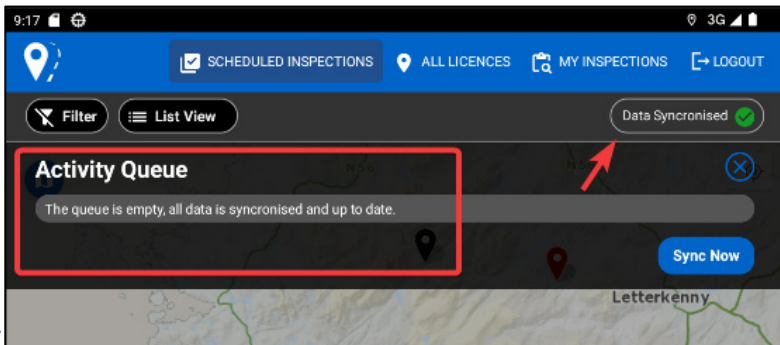 9:17 3G
SCHEDULED INSPECTIONS ALL LICENCES MY INSPECTIONS LOGOUT
Filter List View Data Syncronised
Activity Queue
N56
The queue is empty, all data is syncronised and up to date.
Sync Now
Letterkenny